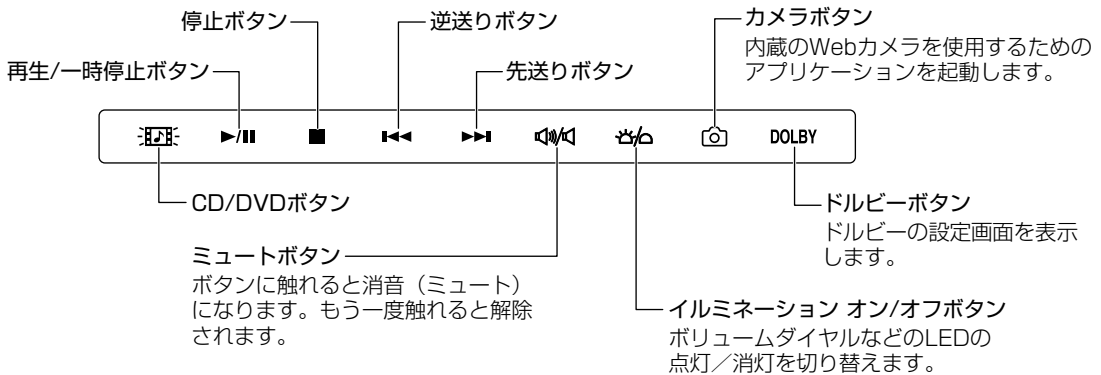 停止ボタン
逆送りボタン
カメラボタン
内蔵のWebカメラを使用するための
アプリケーションを起動します。
再生/一時停止ボタン
先送りボタン
DOLBY
CD/DVDボタン
ドルビーボタン
ドルビーの設定画面を表示
します。
ミュートボタン
ボタンに触れると消音（ミュート）
になります。もう一度触れると解除
されます。
イルミネーション オン/オフボタン
ボリュームダイヤルなどのLEDの
点灯／消灯を切り替えます。